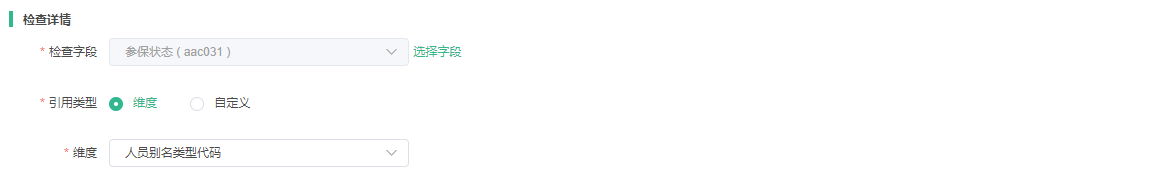 检查详情
* 检查字段 参保状态 ( aac031 ) 选择字段
* 引用类型 维度 自定义
* 维度 人员别名类型代码